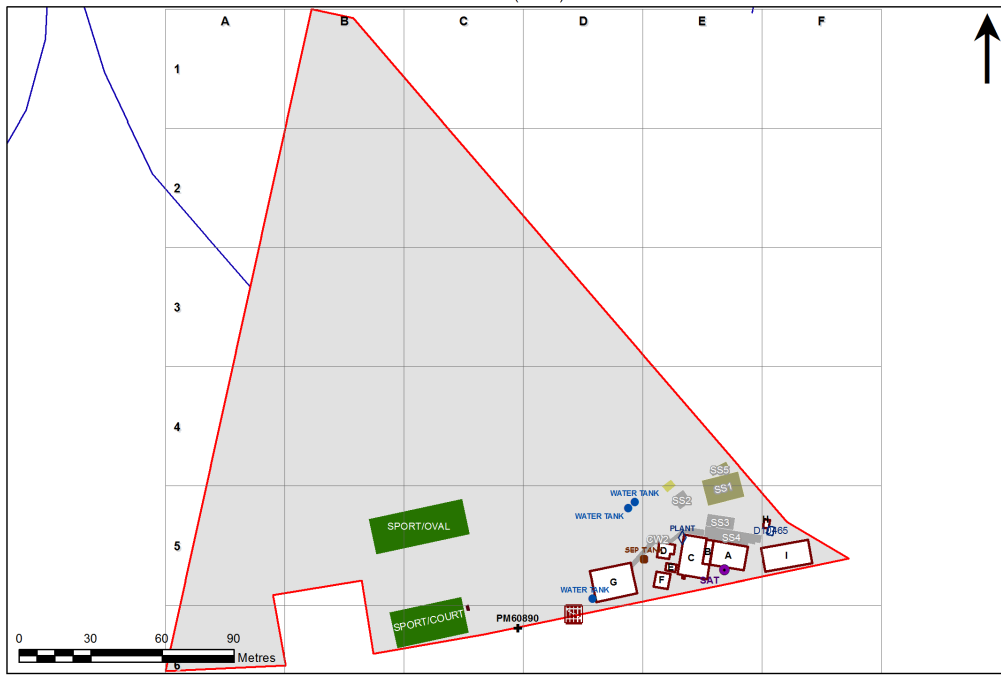 A B C D E F
1
2
3
4
SS5
SS1
WATER TANK
SS2
WATER TANK
SS3
H
SPORT/OVAL
PLANT
CW2
SS4
5
SEP TANK
D
C
B
A
I
E
F
SAT
G
WATER TANK
SPORT/COURT
PM60890
0 30 60 90
Metres
6